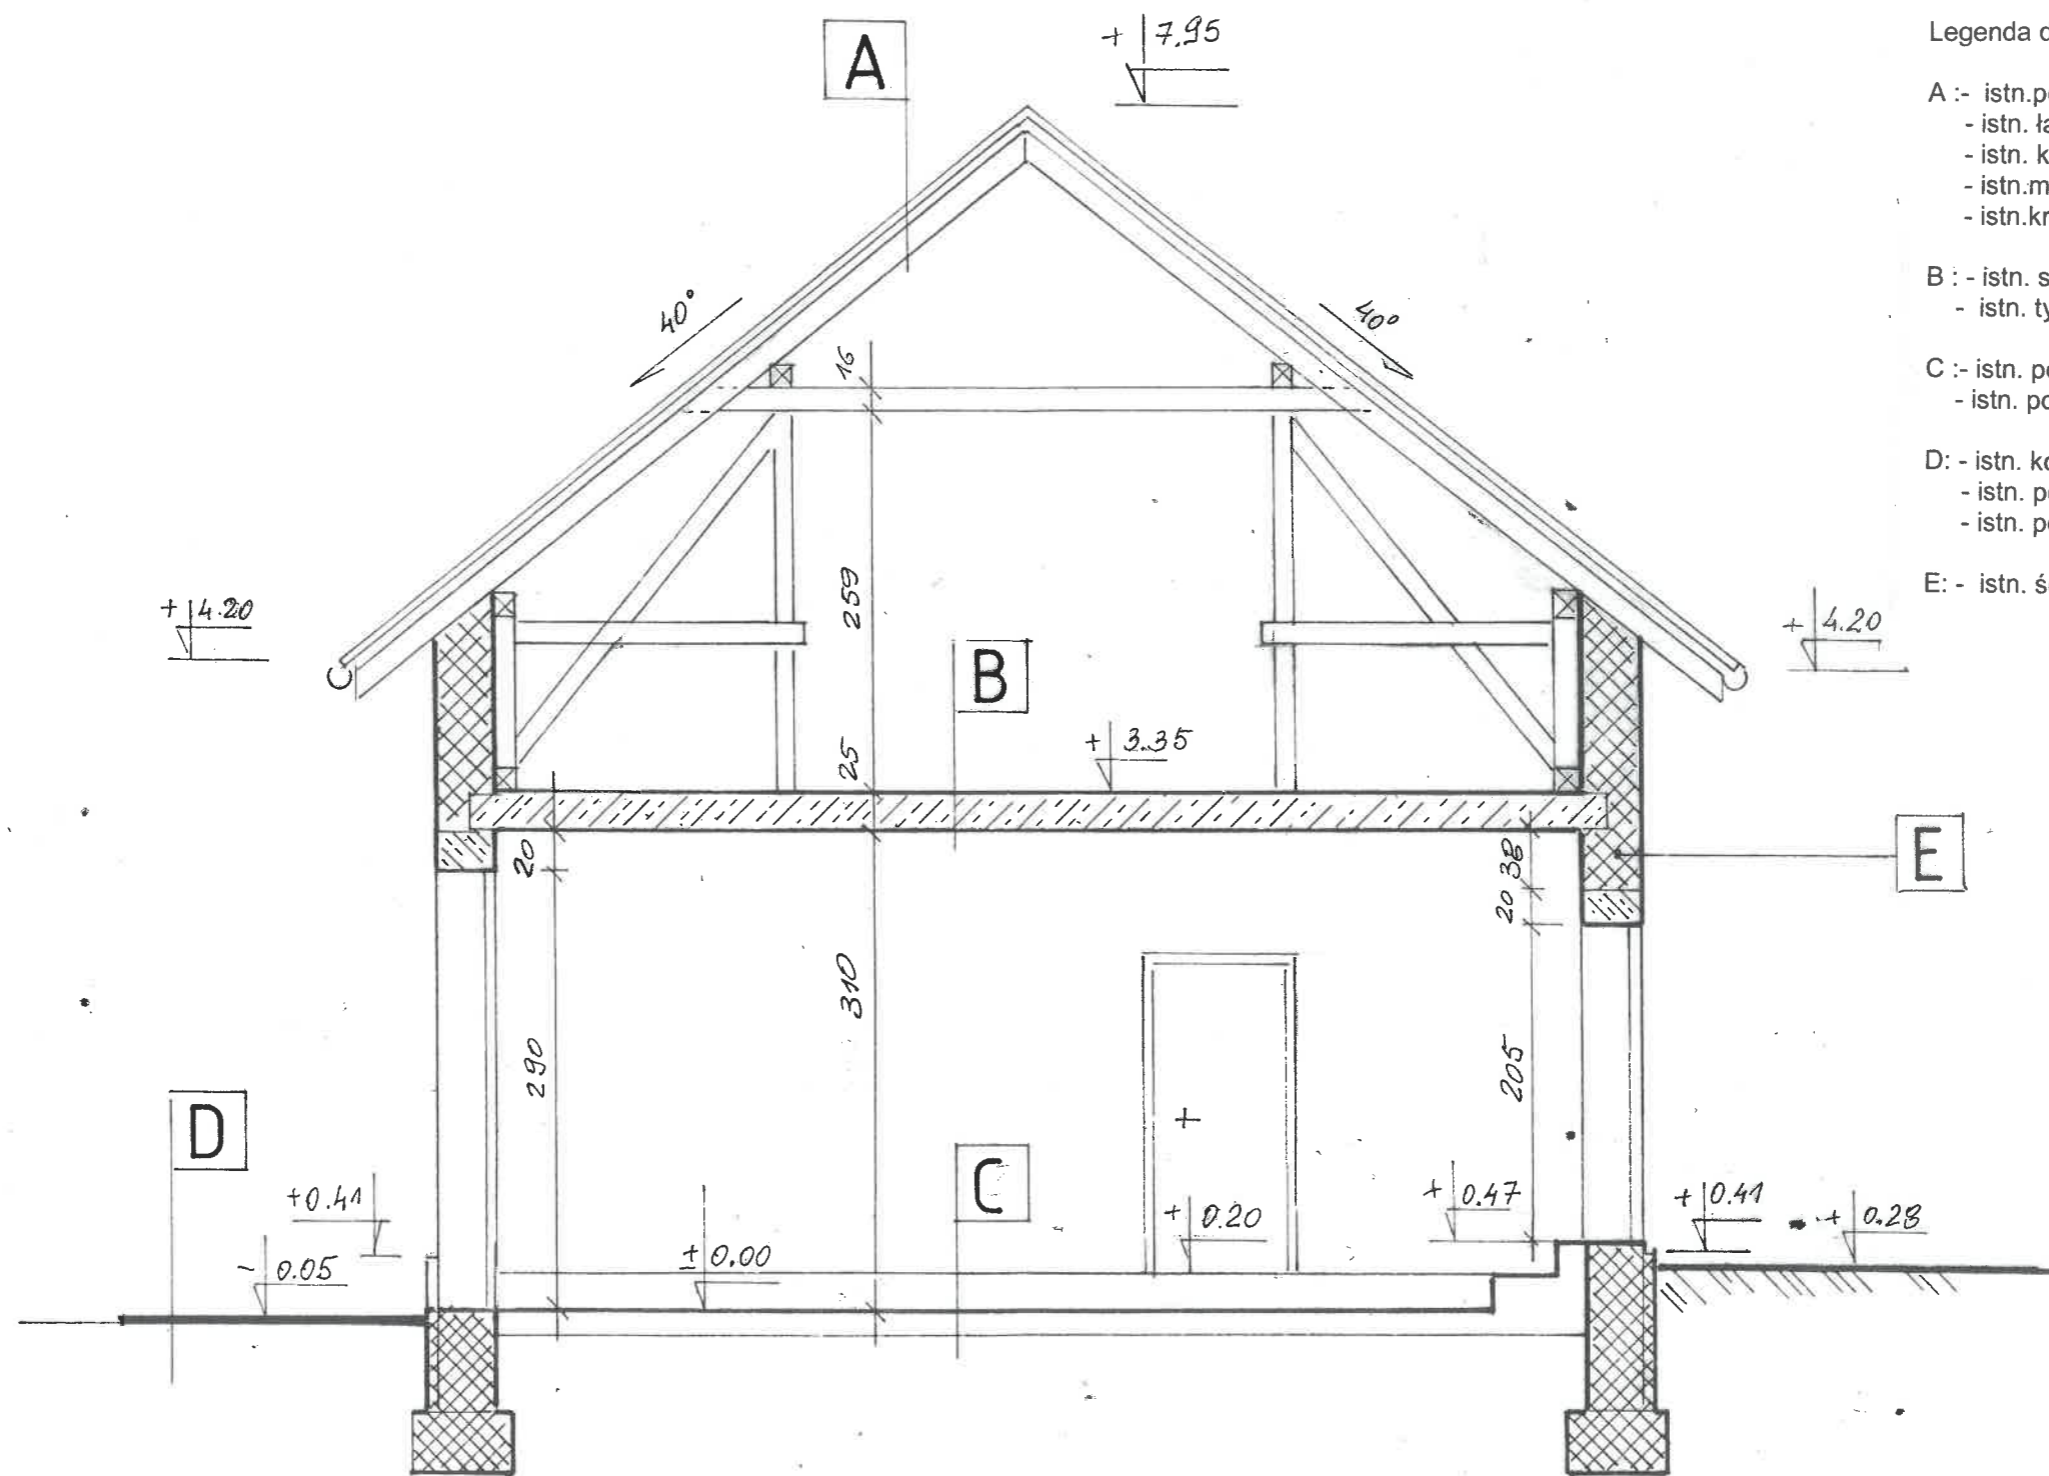 A
+ 7.95
Legenda
A :- istn.
- istn.
- istn.
- istn.
- istn.
B : - istn.
- istn.
C :- istn.
- istn.
D: - istn.
- istn.
- istn.
E: - istn.
40°
40°
16
259
+ 4.20
+ 4.20
B
25
+ 3.35
20
38
20
E
310
290
205
D
C
+0.41
- 0.05
± 0.00
+ 0.20
+ 0.47
+ 0.41
+ 0.28